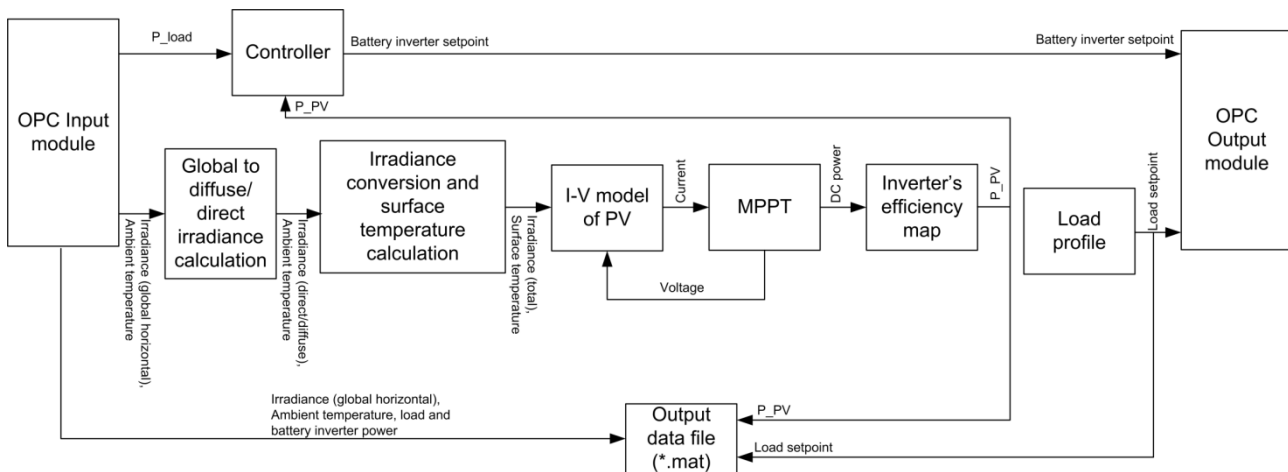 P_load
Controller
Battery inverter setpoint
Battery inverter setpoint
P_PV
OPC Input
module
OPC
Output
module
Global to
diffuse/
direct
irradiance
calculation
Irradiance
conversion and
surface
temperature
calculation
I-V model
of PV
Current
MPPT
DC power
Inverter's
efficiency
map
P_PV
Load
profile
Load setpoint
Voltage
Irradiance (global horizontal),
Ambient temperature
Irradiance (direct/diffuse),
Ambient temperature
Irradiance (total),
Surface temperature
Irradiance (global horizontal),
Ambient temperature, load and
battery inverter power
Output
data file
(*.mat)
P_PV
Load setpoint